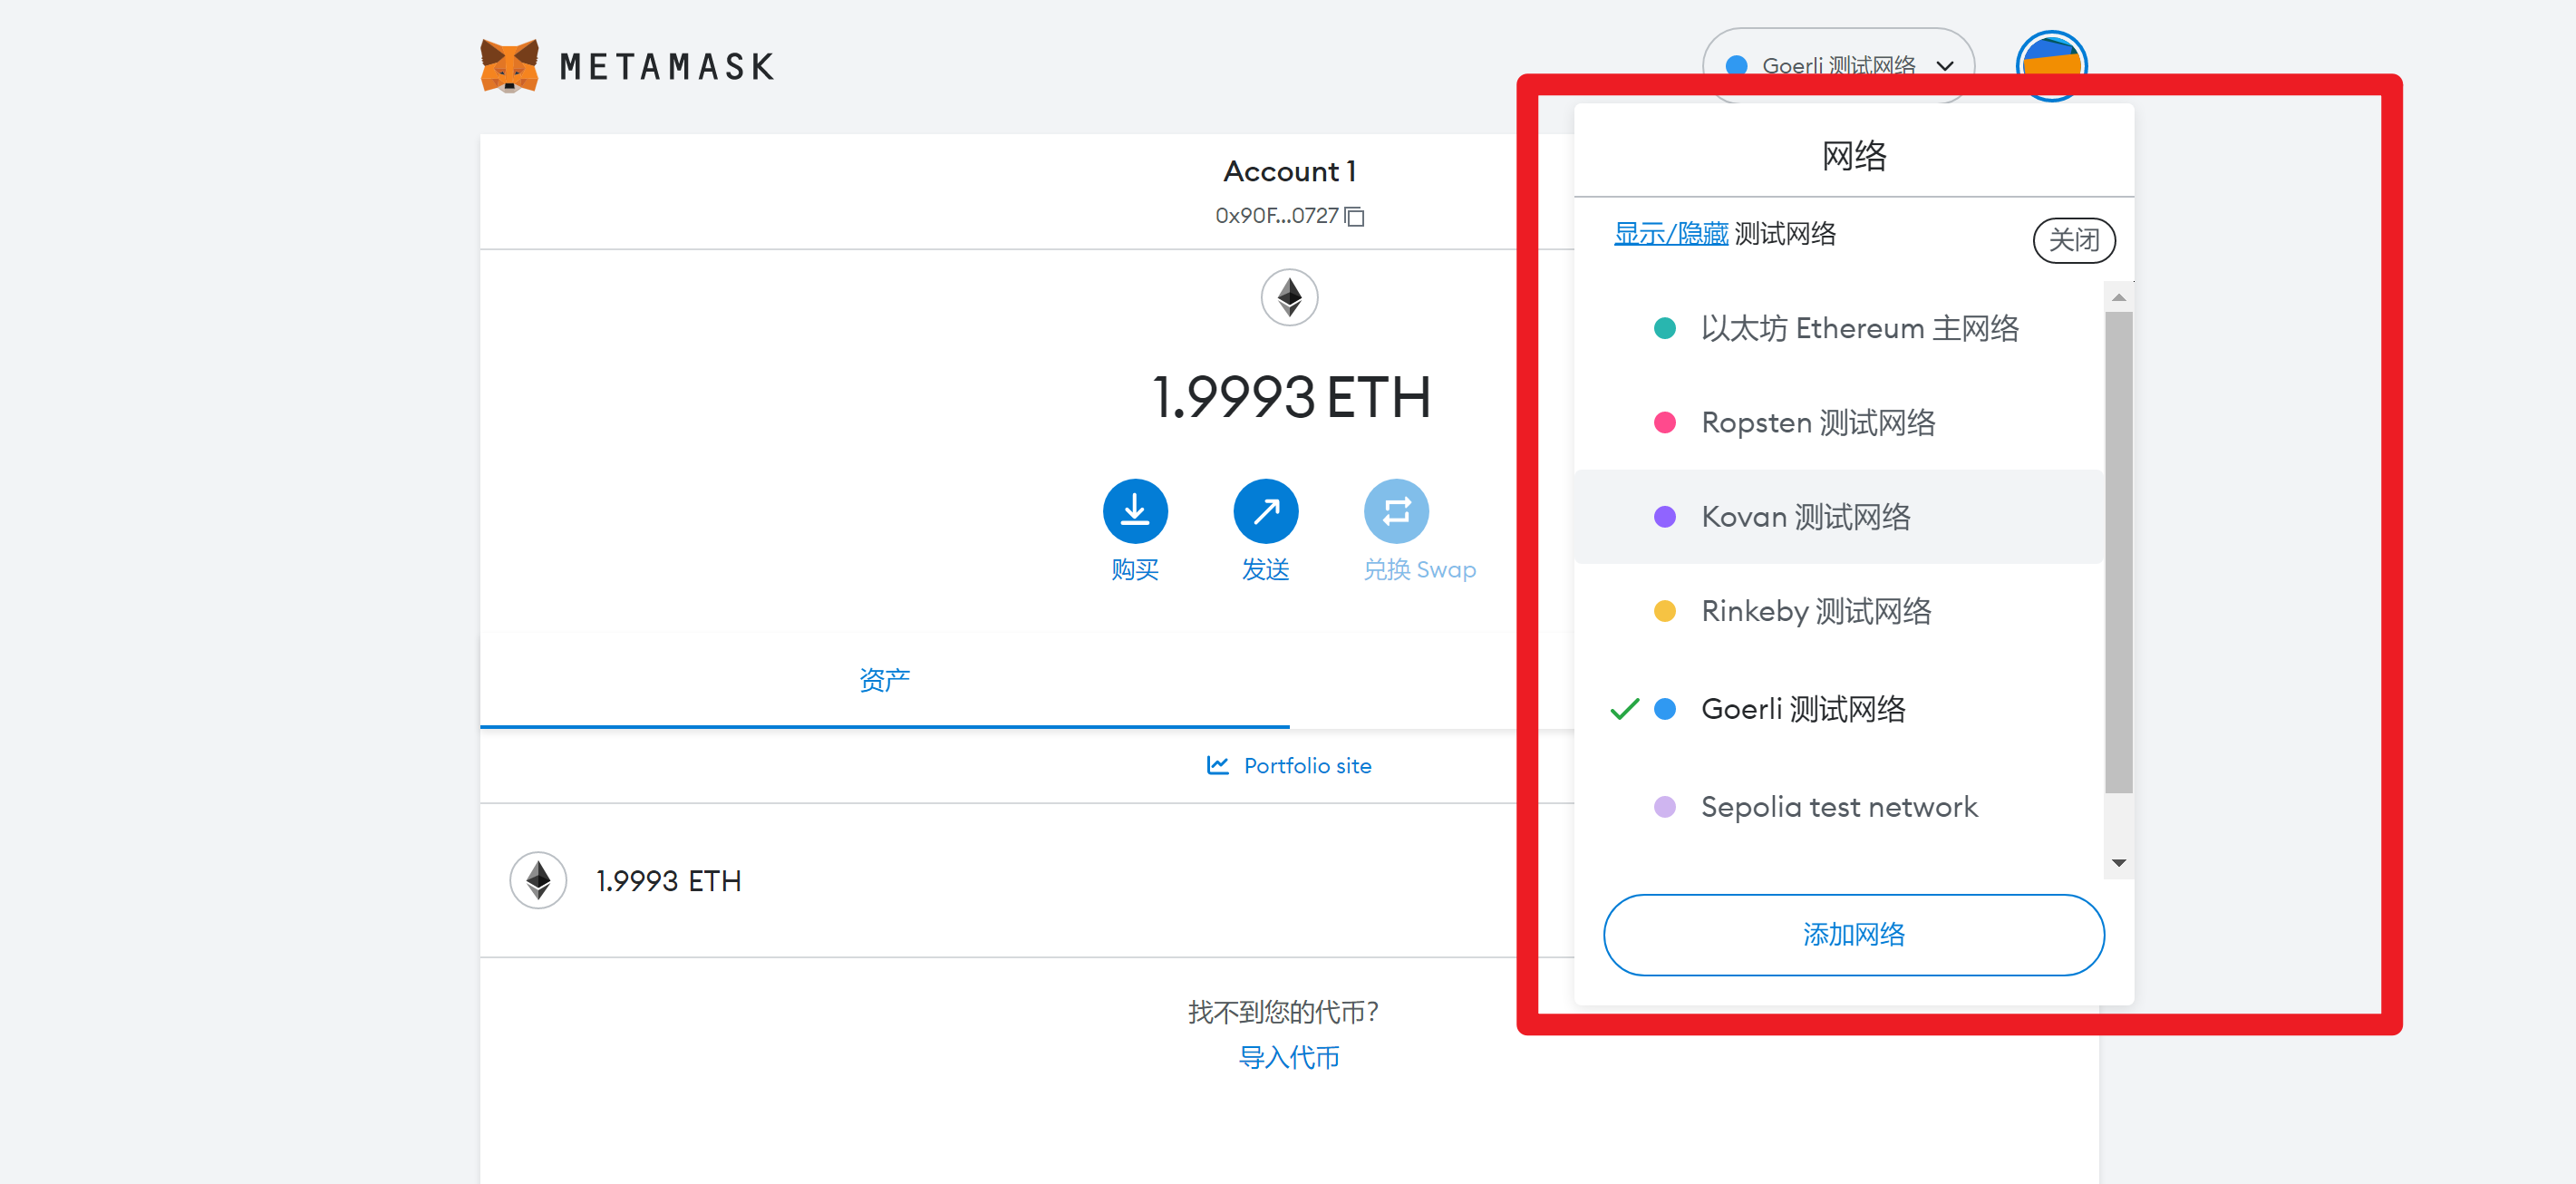 METAMASK
Goerli 测试网络
Account 1
0x90F...0727
1.9993 ETH
购买
发送
兑换 Swap
资产
Portfolio site
1.9993 ETH
找不到您的代币?
导入代币
网络
显示/隐藏 测试网络
关闭
以太坊 Ethereum 主网络
Ropsten 测试网络
Kovan 测试网络
Rinkeby 测试网络
Goerli 测试网络
Sepolia test network
添加网络